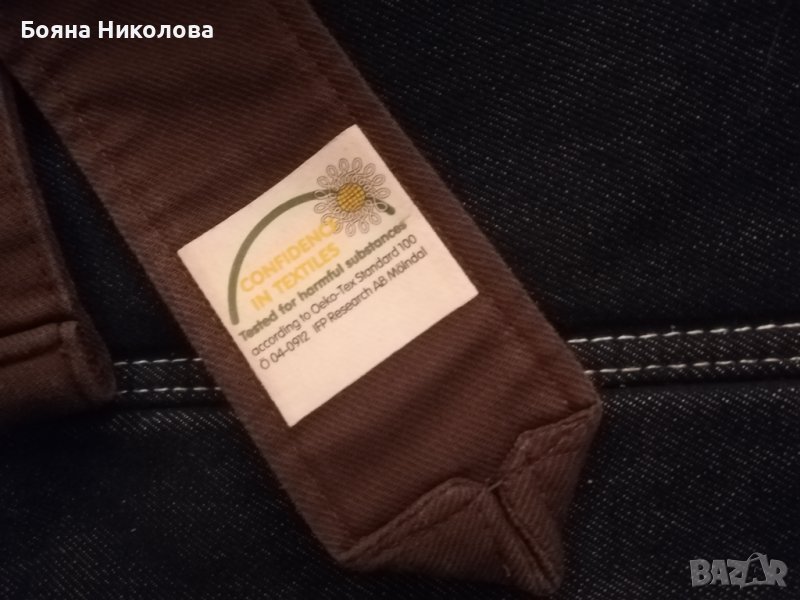 Бояна Николова
CONFIDENCE
IN TEXTILES
Tested for harmful substances
according to Oeko-Tex Standard 100
Ö 04-0912 IFP Research AB Mölndal
BAZAR